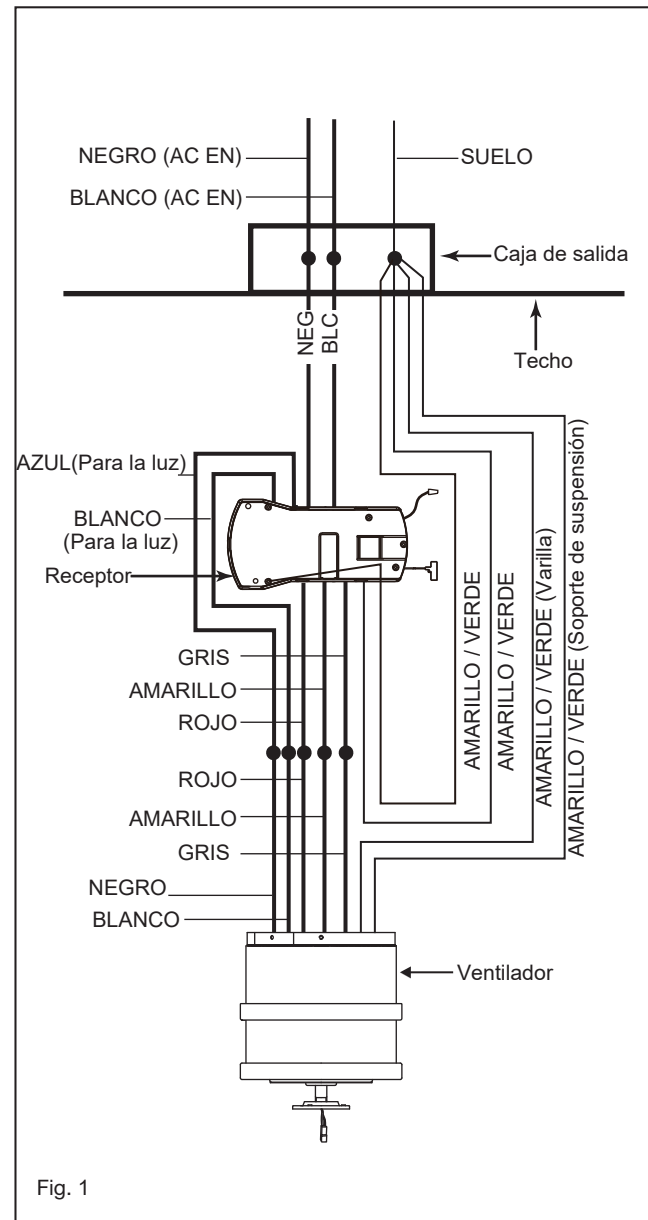 NEGRO (AC EN)
SUELO
BLANCO (AC EN)
Caja de salida
NEG
BLC
Techo
AZUL(Para la luz)
BLANCO
(Para la luz)
Receptor
AMARILLO / VERDE
AMARILLO / VERDE
AMARILLO / VERDE (Varilla)
AMARILLO / VERDE (Soporte de suspensión)
GRIS
AMARILLO
ROJO
ROJO
AMARILLO
GRIS
NEGRO
BLANCO
Ventilador
Fig. 1